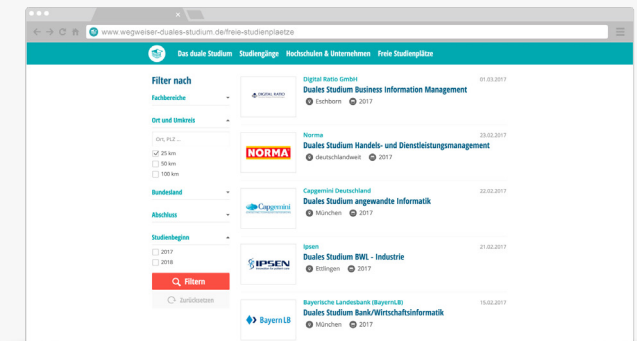 www.wegweiser-duales-studium.de/freie-studienplaetze
Das duale Studium Studiengänge Hochschulen & Unternehmen Freie Studienplätze
Filter nach
Fachbereiche
Ort und Umkreis
Ort, PLZ ...
25 km
50 km
100 km
Bundesland
Abschluss
Studienbeginn
2017
2018
Filtern
Zurücksetzen
DIGITAL RATIO
Digital Ratio GmbH 01.03.2017
Duales Studium Business Information Management
Eschborn 2017
NORMA
Norma 23.02.2017
Duales Studium Handels- und Dienstleistungsmanagement
deutschlandweit 2017
Capgemini
Capgemini Deutschland 22.02.2017
Duales Studium angewandte Informatik
München 2017
IPSEN
Ipsen 21.02.2017
Duales Studium BWL - Industrie
Ettlingen 2017
BayernLB
Bayerische Landesbank (BayernLB) 15.02.2017
Duales Studium Bank/Wirtschaftsinformatik
München 2017